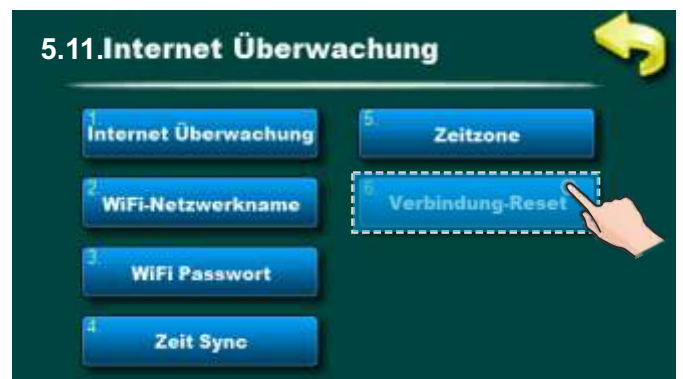 5.11.Internet Überwachung
1.
Internet Überwachung
2.
WiFi-Netzwerkname
3.
WiFi Passwort
4.
Zeit Sync
5.
Zeitzone
6.
Verbindung-Reset